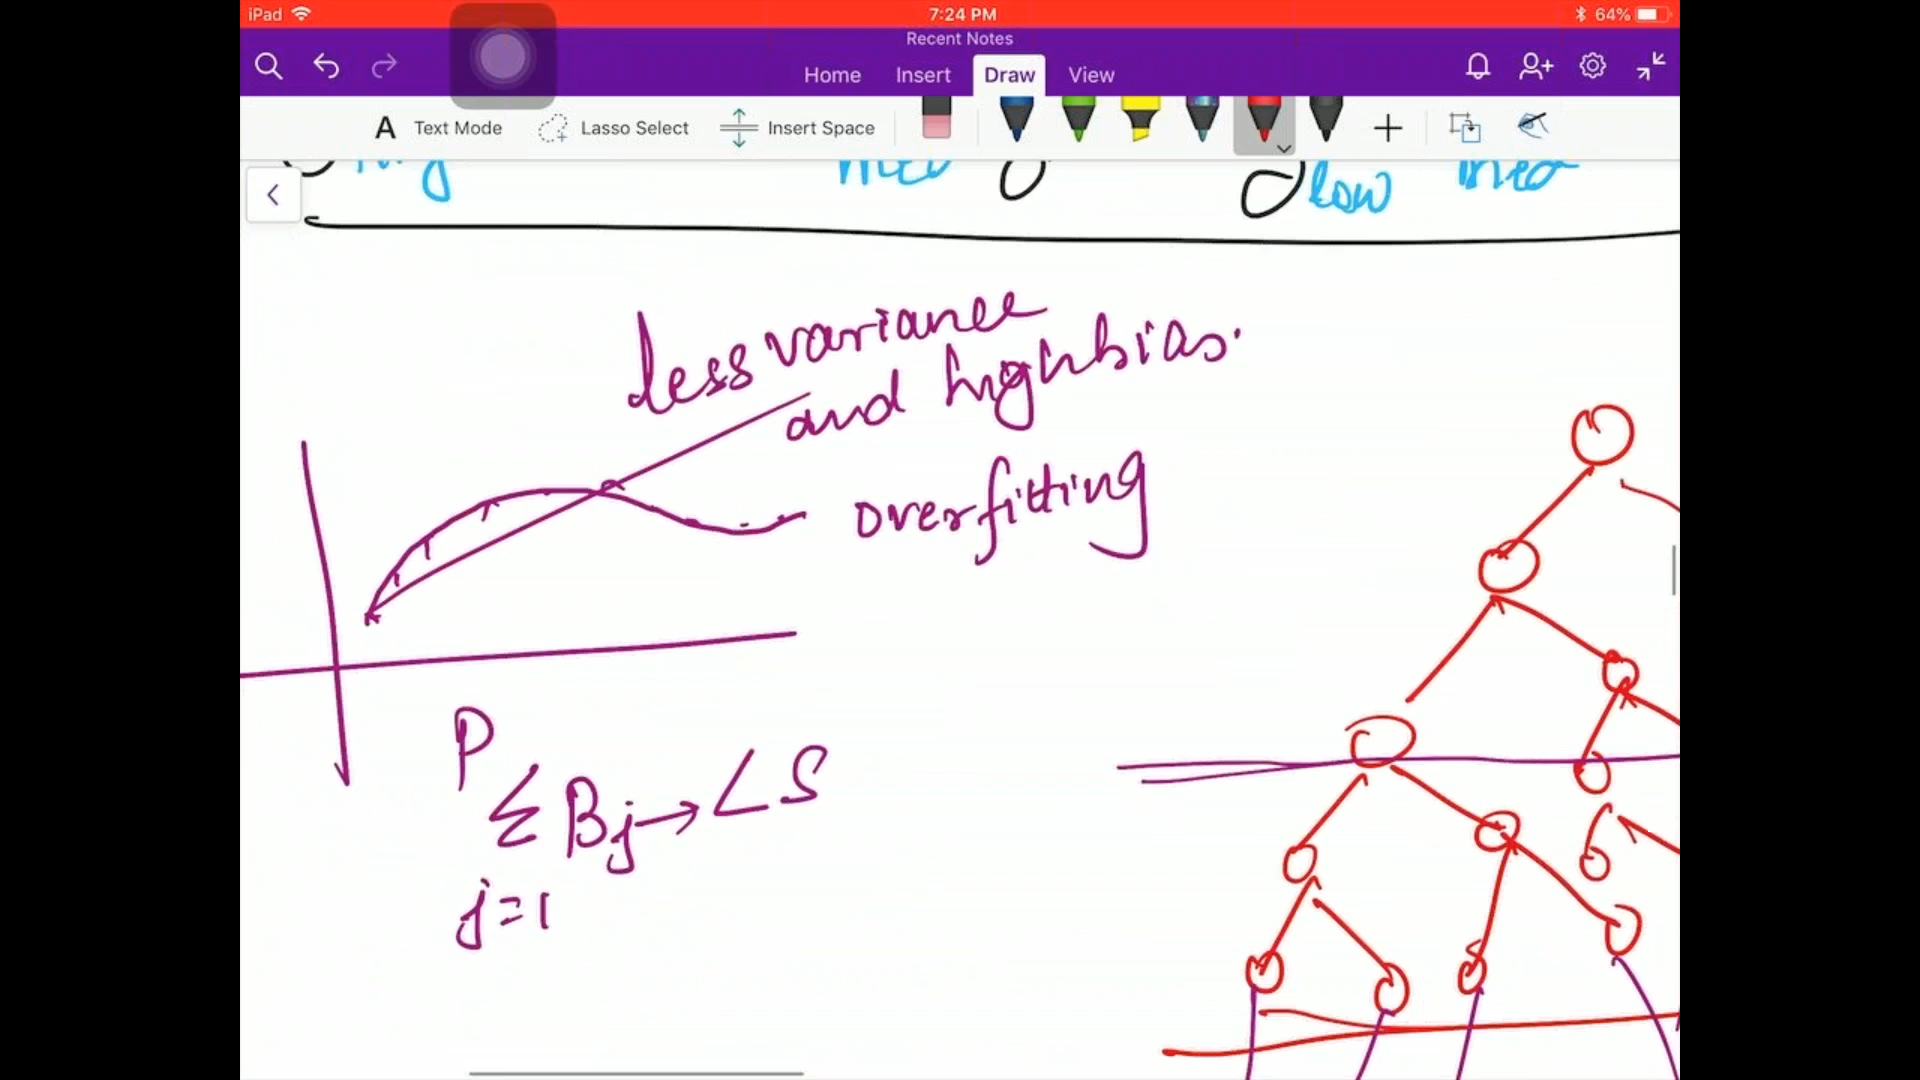 iPad
7:24 PM
64%
Recent Notes
Home Insert Draw View
A Text Mode Lasso Select Insert Space
low
less variance
and high bias.
overfitting
P
Σ Bj → < S
j=1